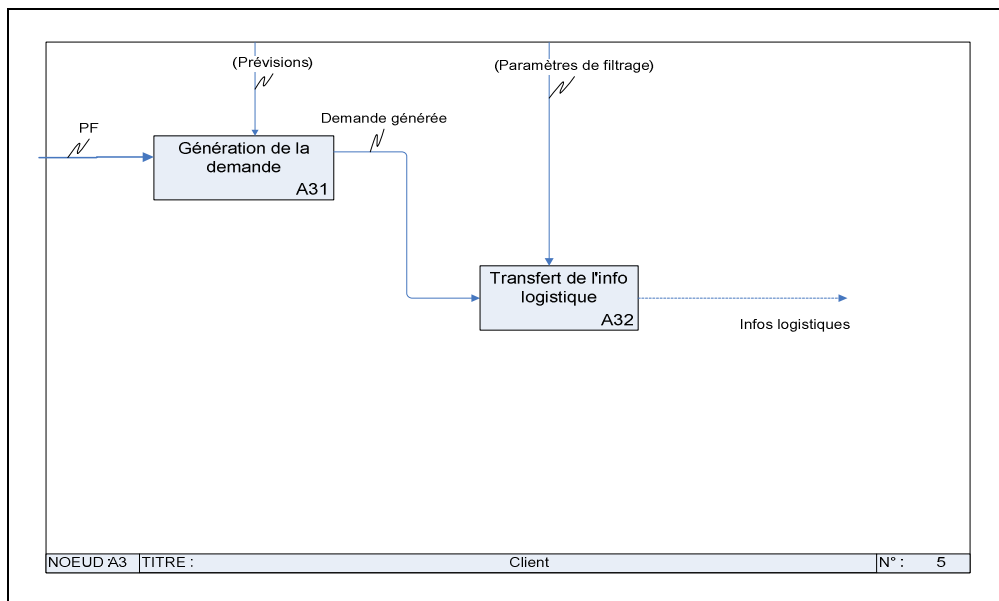 (Prévisions)
(Paramètres de filtrage)
PF
Demande générée
Génération de la
demande
A31
Transfert de l'info
logistique
A32
Infos logistiques
NOEUD :A3
TITRE :
Client
N° :
5